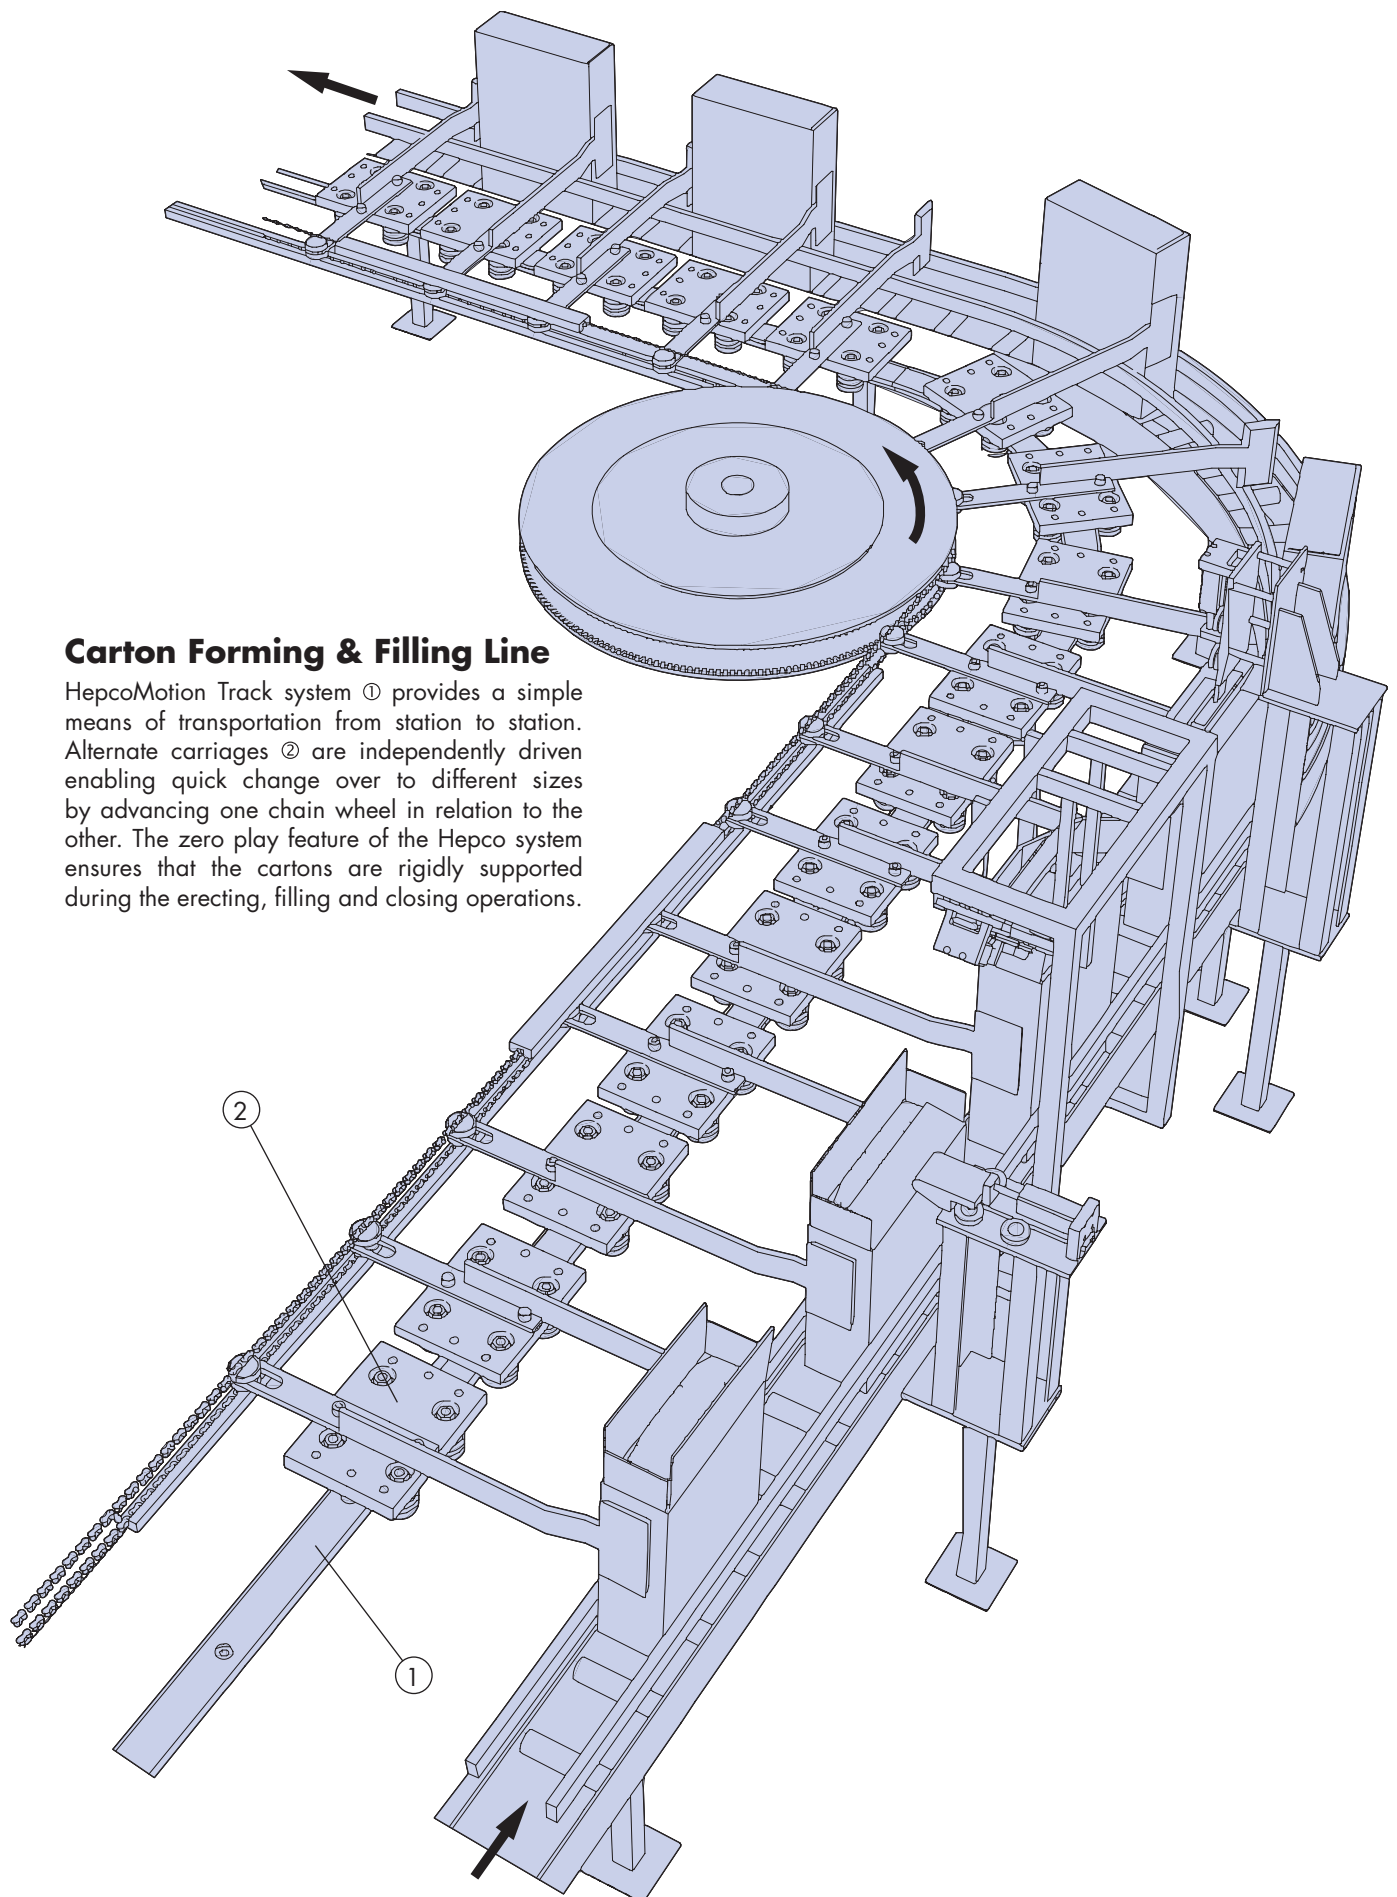 Carton Forming & Filling Line
HepcoMotion Track system ① provides a simple
means of transportation from station to station.
Alternate carriages ② are independently driven
enabling quick change over to different sizes
by advancing one chain wheel in relation to the
other. The zero play feature of the Hepco system
ensures that the cartons are rigidly supported
during the erecting, filling and closing operations.
2
1